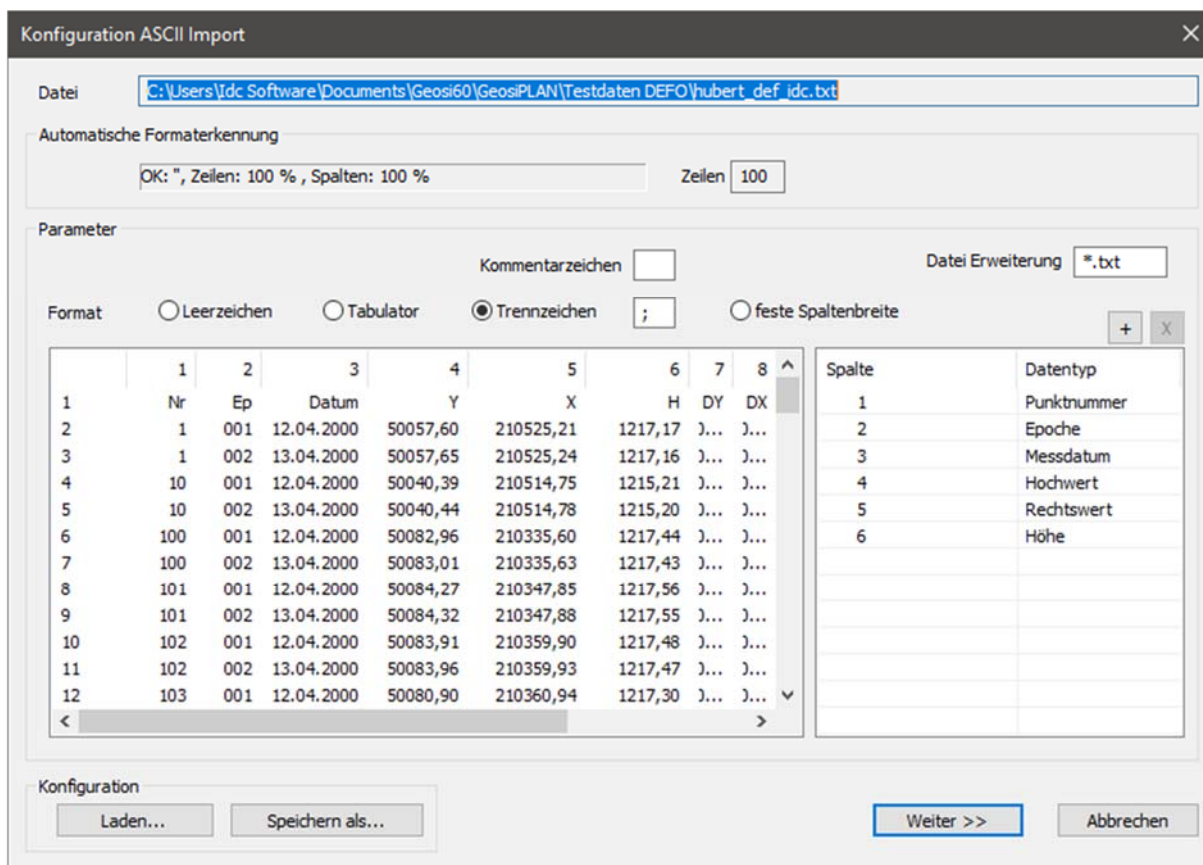 Konfiguration ASCII Import
Datei C:\Users\Idc Software\Documents\Geosi60\GeosiPLAN\Testdaten DEFO\hubert_def_idc.txt
Automatische Formaterkennung
OK: '', Zeilen: 100 % , Spalten: 100 % Zeilen 100
Parameter
Kommentarzeichen Datei Erweiterung *.txt
Format Leerzeichen Tabulator Trennzeichen ; feste Spaltenbreite
+ X
1 2 3 4 5 6 7 8 Spalte Datentyp
1 Nr Ep Datum Y X H DY DX 1 Punktnummer
2 1 001 12.04.2000 50057,60 210525,21 1217,17 2 Epoche
3 1 002 13.04.2000 50057,65 210525,24 1217,16 3 Messdatum
4 10 001 12.04.2000 50040,39 210514,75 1215,21 4 Hochwert
5 10 002 13.04.2000 50040,44 210514,78 1215,20 5 Rechtswert
6 100 001 12.04.2000 50082,96 210335,60 1217,44 6 Höhe
7 100 002 13.04.2000 50083,01 210335,63 1217,43
8 101 001 12.04.2000 50084,27 210347,85 1217,56
9 101 002 13.04.2000 50084,32 210347,88 1217,55
10 102 001 12.04.2000 50083,91 210359,90 1217,48
11 102 002 13.04.2000 50083,96 210359,93 1217,47
12 103 001 12.04.2000 50080,90 210360,94 1217,30
Konfiguration
Laden... Speichern als... Weiter >> Abbrechen